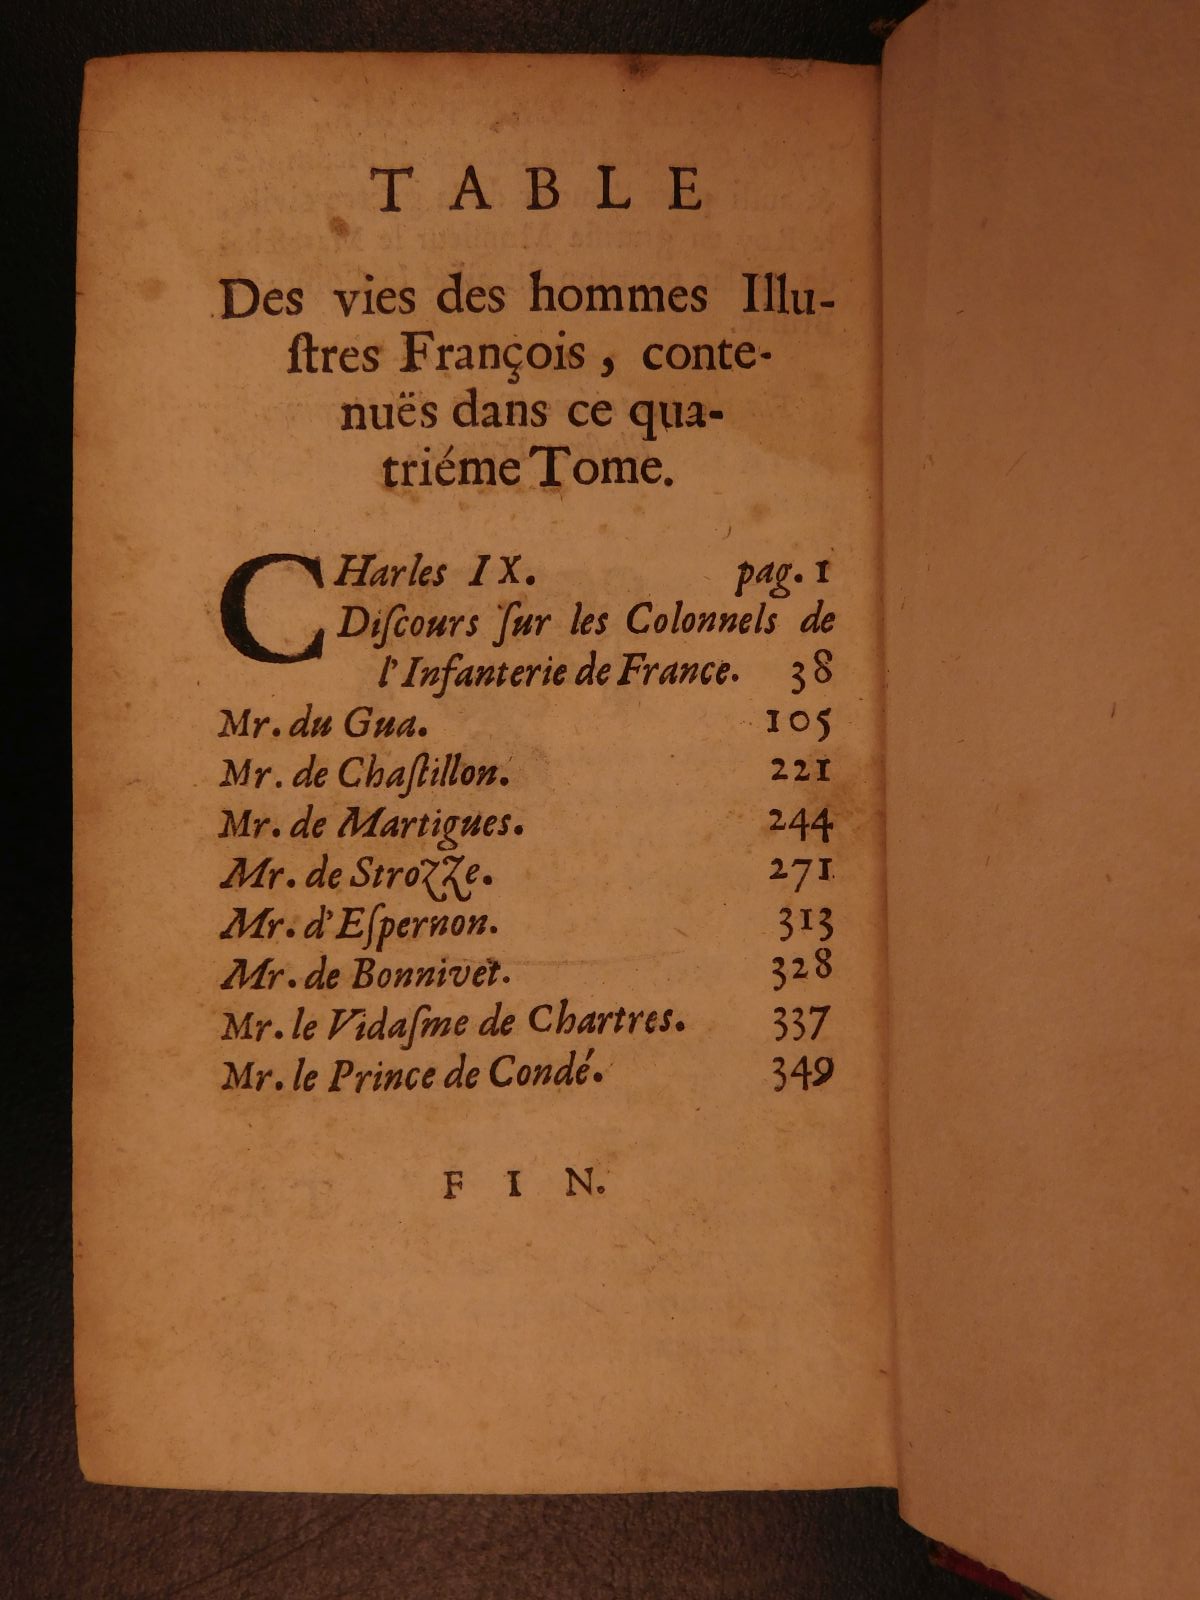 TABLE
Des vies des hommes Illu-
ſtres François, conte-
nuës dans ce qua-
triéme Tome.
CHarles IX. pag. 1
Diſcours ſur les Colonnels de
l'Infanterie de France. 38
Mr. du Gua. 105
Mr. de Chaſtillon. 221
Mr. de Martigues. 244
Mr. de Strozze. 271
Mr. d'Eſpernon. 313
Mr. de Bonnivet. 328
Mr. le Vidaſme de Chartres. 337
Mr. le Prince de Condé. 349
FIN.